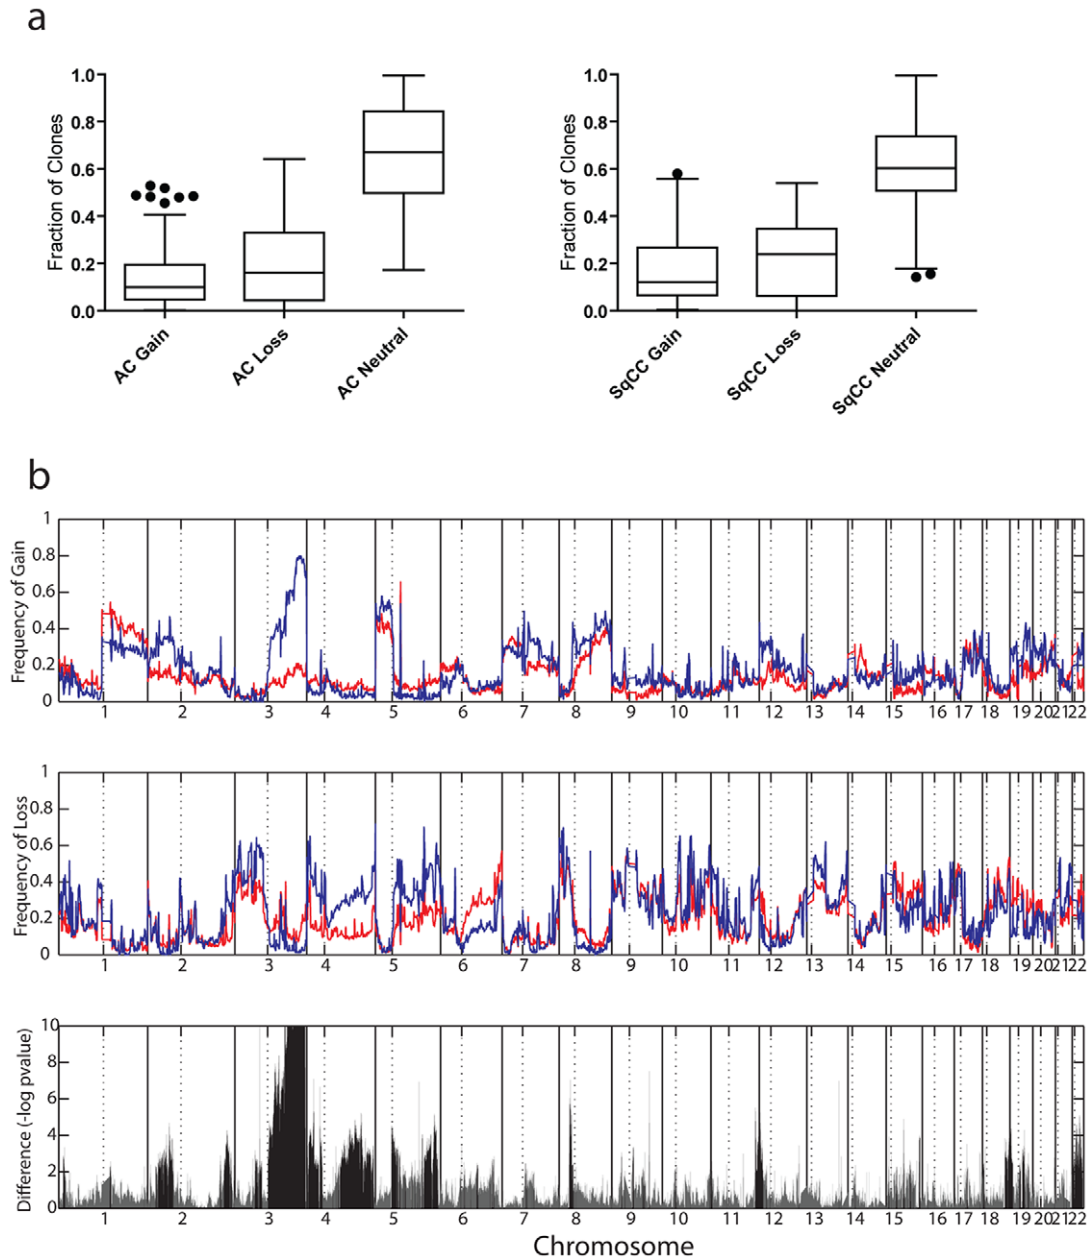 a
1.0
0.8
0.6
0.4
0.2
0.0
Fraction of Clones
AC Gain
AC Loss
AC Neutral
1.0
0.8
0.6
0.4
0.2
0.0
Fraction of Clones
SqCC Gain
SqCC Loss
SqCC Neutral
b
1
0.8
0.6
0.4
0.2
0
Frequency of Gain
1 2 3 4 5 6 7 8 9 10 11 12 13 14 15 16 17 18 19 20 21 22
1
0.8
0.6
0.4
0.2
0
Frequency of Loss
1 2 3 4 5 6 7 8 9 10 11 12 13 14 15 16 17 18 19 20 21 22
10
8
6
4
2
0
Difference (-log pvalue)
1 2 3 4 5 6 7 8 9 10 11 12 13 14 15 16 17 18 19 20 21 22
Chromosome